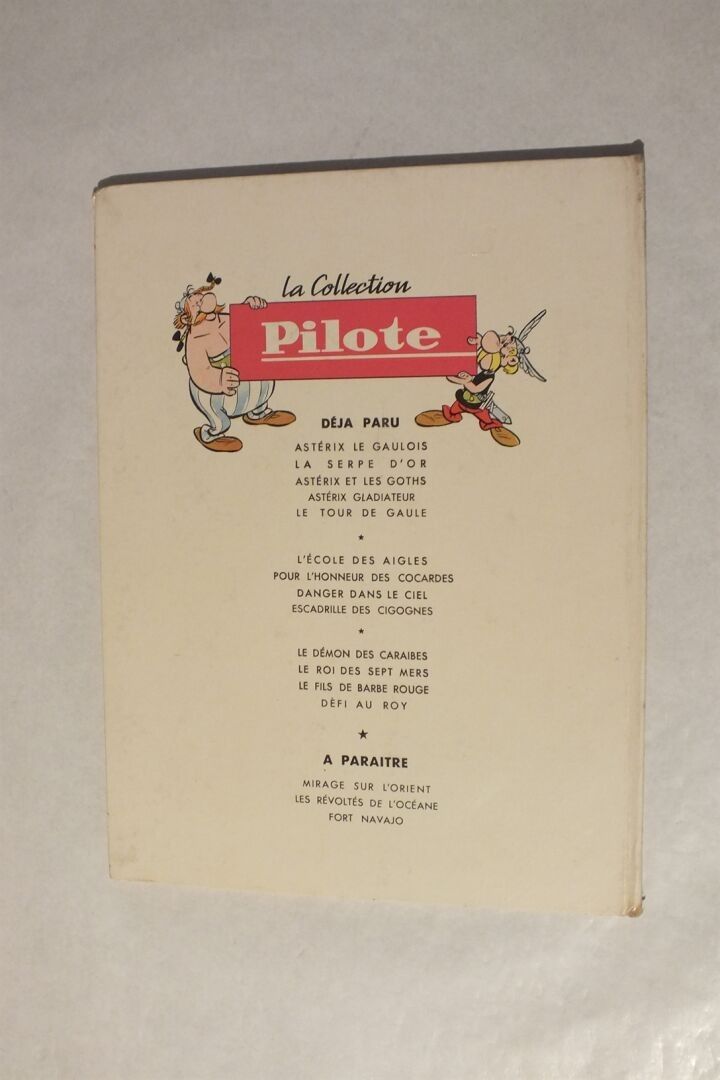 La Collection
Pilote
DÉJA PARU
ASTÉRIX LE GAULOIS
LA SERPE D'OR
ASTÉRIX ET LES GOTHS
ASTÉRIX GLADIATEUR
LE TOUR DE GAULE
★
L'ÉCOLE DES AIGLES
POUR L'HONNEUR DES COCARDES
DANGER DANS LE CIEL
ESCADRILLE DES CIGOGNES
★
LE DÉMON DES CARAIBES
LE ROI DES SEPT MERS
LE FILS DE BARBE ROUGE
DÉFI AU ROY
★
A PARAITRE
MIRAGE SUR L'ORIENT
LES RÉVOLTÉS DE L'OCÉANE
FORT NAVAJO